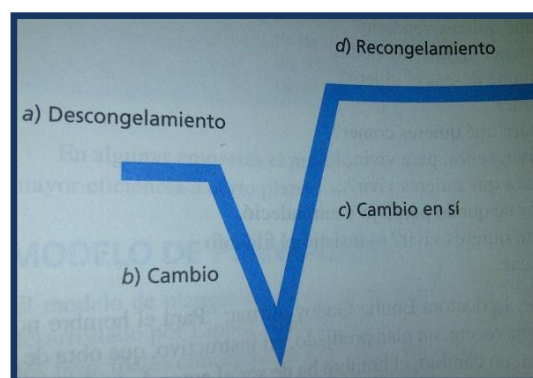 a) Descongelamiento
b) Cambio
c) Cambio en sí
d) Recongelamiento